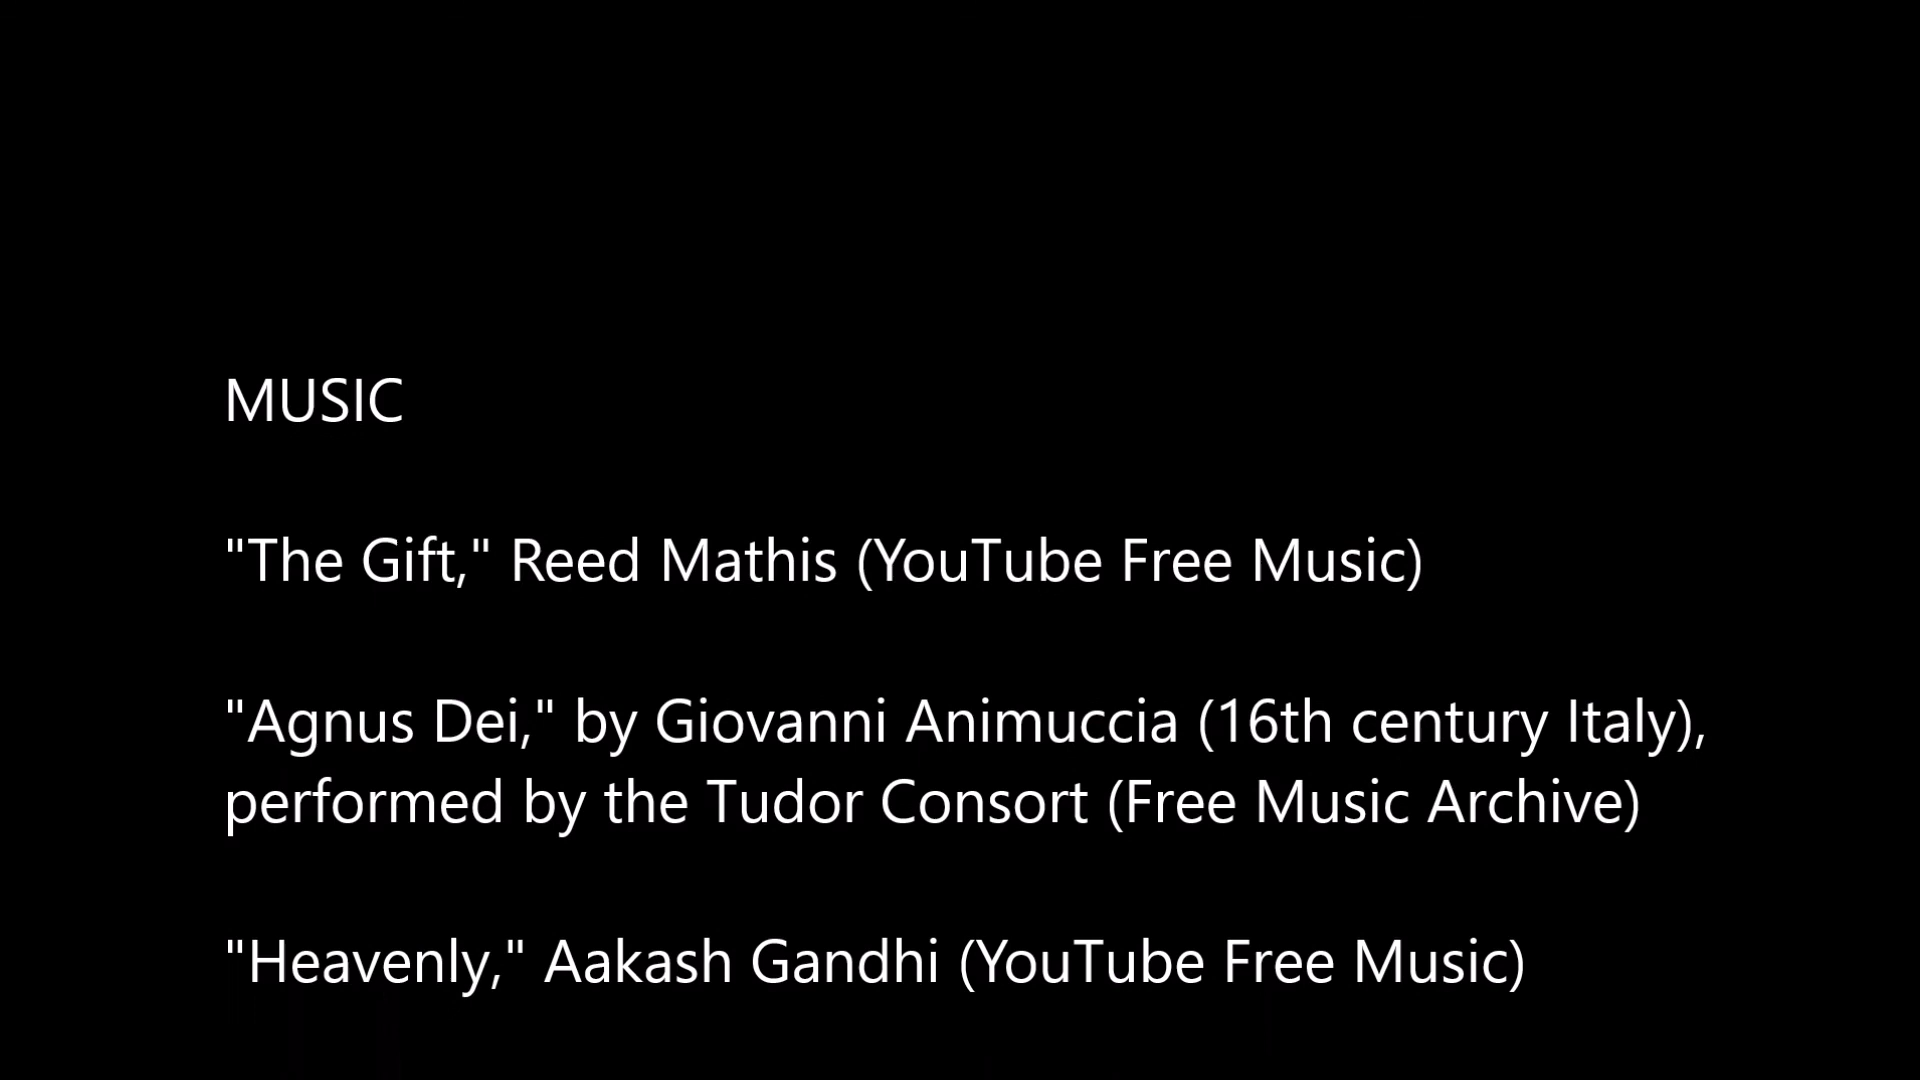 MUSIC
"The Gift," Reed Mathis (YouTube Free Music)
"Agnus Dei," by Giovanni Animuccia (16th century Italy),
performed by the Tudor Consort (Free Music Archive)
"Heavenly," Aakash Gandhi (YouTube Free Music)